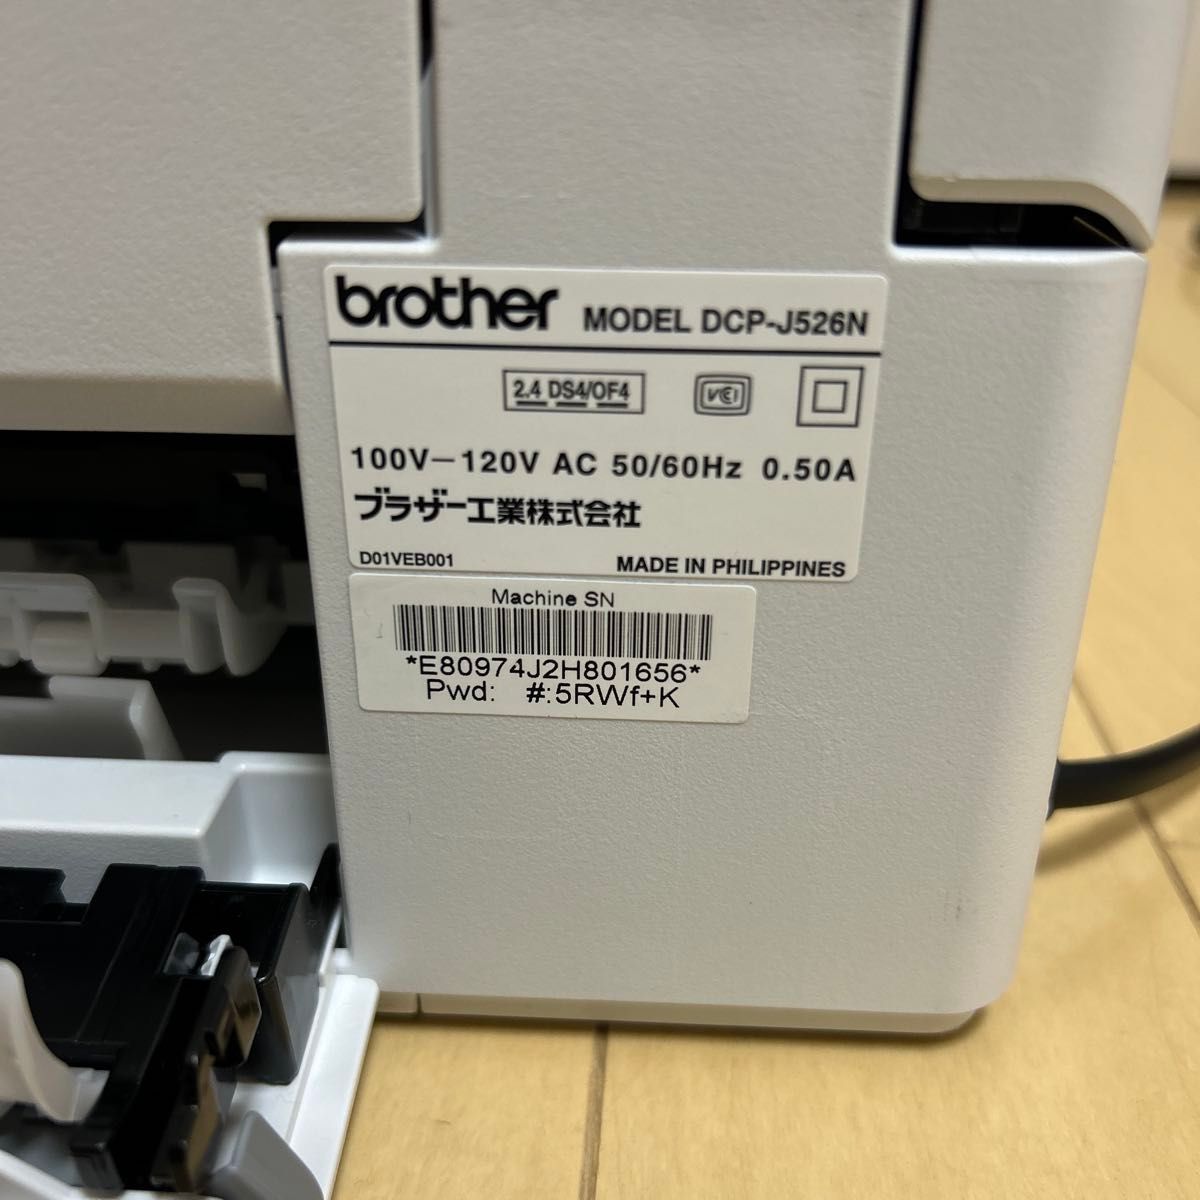 brother MODEL DCP-J526N
2.4 DS4/OF4 VCI
100V－120V AC 50/60Hz 0.50A
ブラザー工業株式会社
D01VEB001 MADE IN PHILIPPINES
Machine SN
*E80974J2H801656*
Pwd: #:5RWf+K